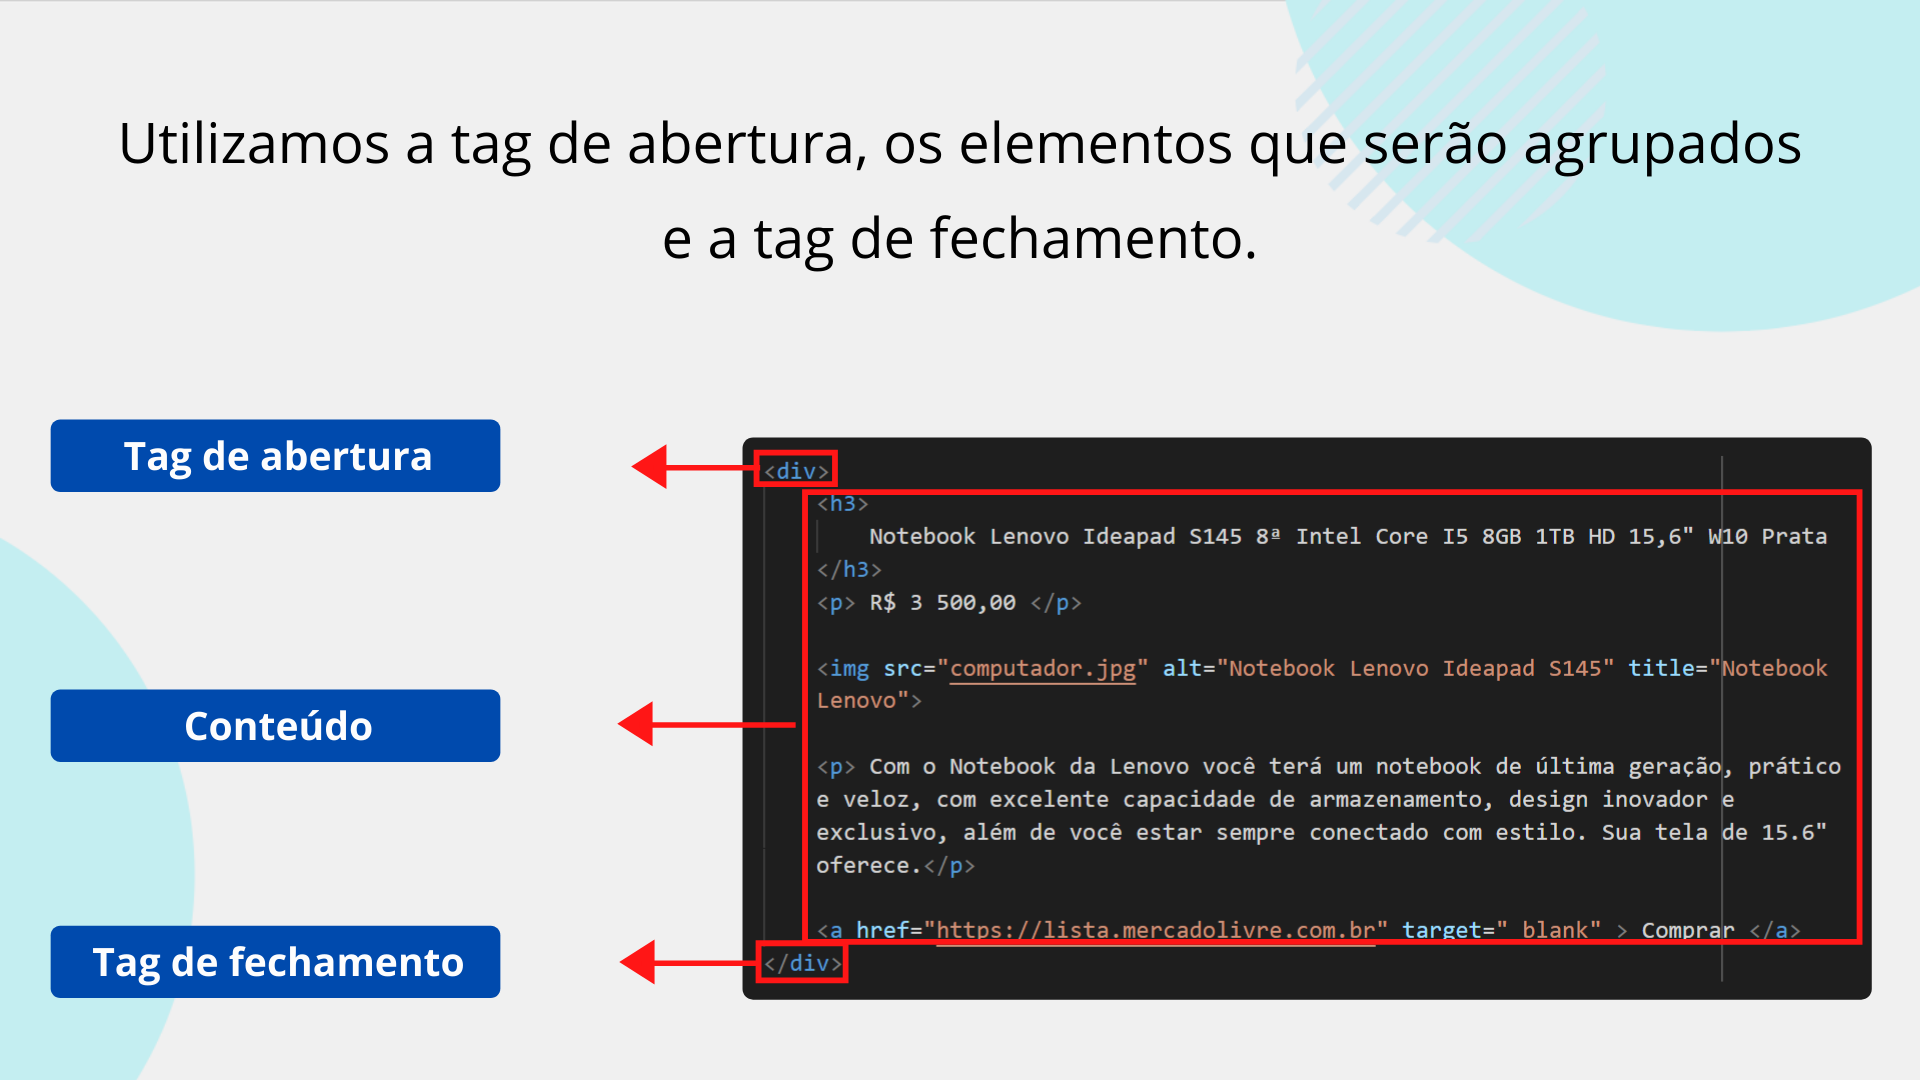 Utilizamos a tag de abertura, os elementos que serão agrupados
e a tag de fechamento.
Tag de abertura
Conteúdo
Tag de fechamento
<div>
<h3>
Notebook Lenovo Ideapad S145 8ª Intel Core I5 8GB 1TB HD 15,6" W10 Prata
</h3>
<p> R$ 3 500,00 </p>
<img src="computador.jpg" alt="Notebook Lenovo Ideapad S145" title="Notebook
Lenovo">
<p> Com o Notebook da Lenovo você terá um notebook de última geração, prático
e veloz, com excelente capacidade de armazenamento, design inovador e
exclusivo, além de você estar sempre conectado com estilo. Sua tela de 15.6"
oferece.</p>
<a href="https://lista.mercadolivre.com.br" target=" blank" > Comprar </a>
</div>